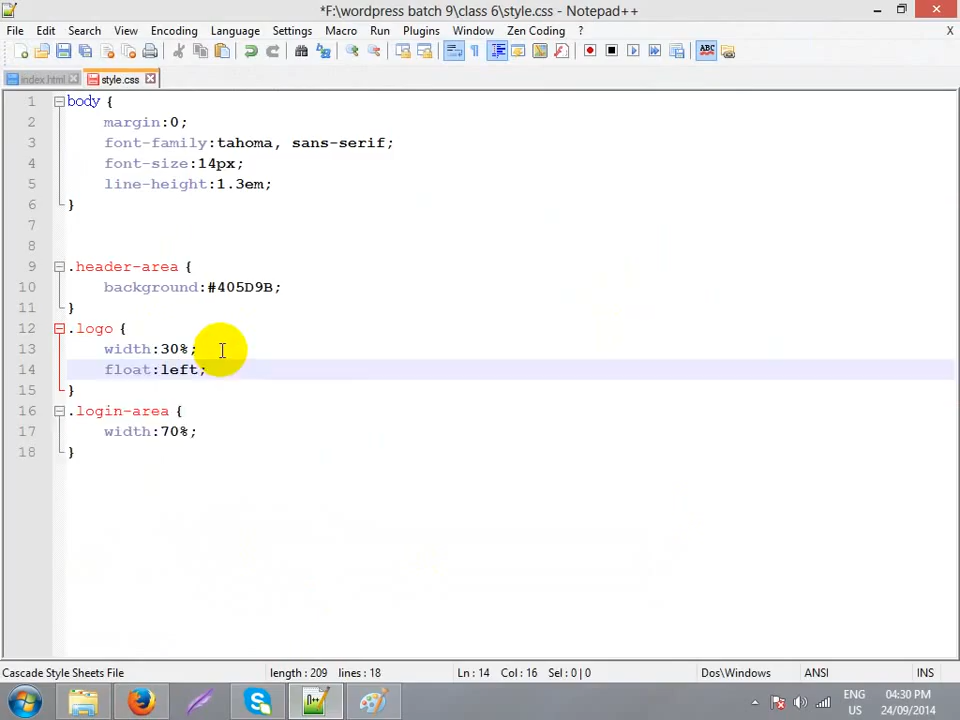 *F:\wordpress batch 9\class 6\style.css - Notepad++
File Edit Search View Encoding Language Settings Macro Run Plugins Window Zen Coding ? X
index.html style.css
1 body {
2 margin:0;
3 font-family:tahoma, sans-serif;
4 font-size:14px;
5 line-height:1.3em;
6 }
7
8
9 .header-area {
10 background:#405D9B;
11 }
12 .logo {
13 width:30%;
14 float:left;
15 }
16 .login-area {
17 width:70%;
18 }
Cascade Style Sheets File length : 209 lines : 18 Ln : 14 Col : 16 Sel : 0 | 0 Dos\Windows ANSI INS
ENG 04:30 PM
US 24/09/2014